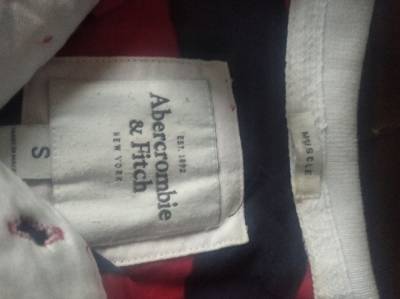 EST. 1892
Abercrombie
& Fitch
NEW YORK
S
MUSCLE